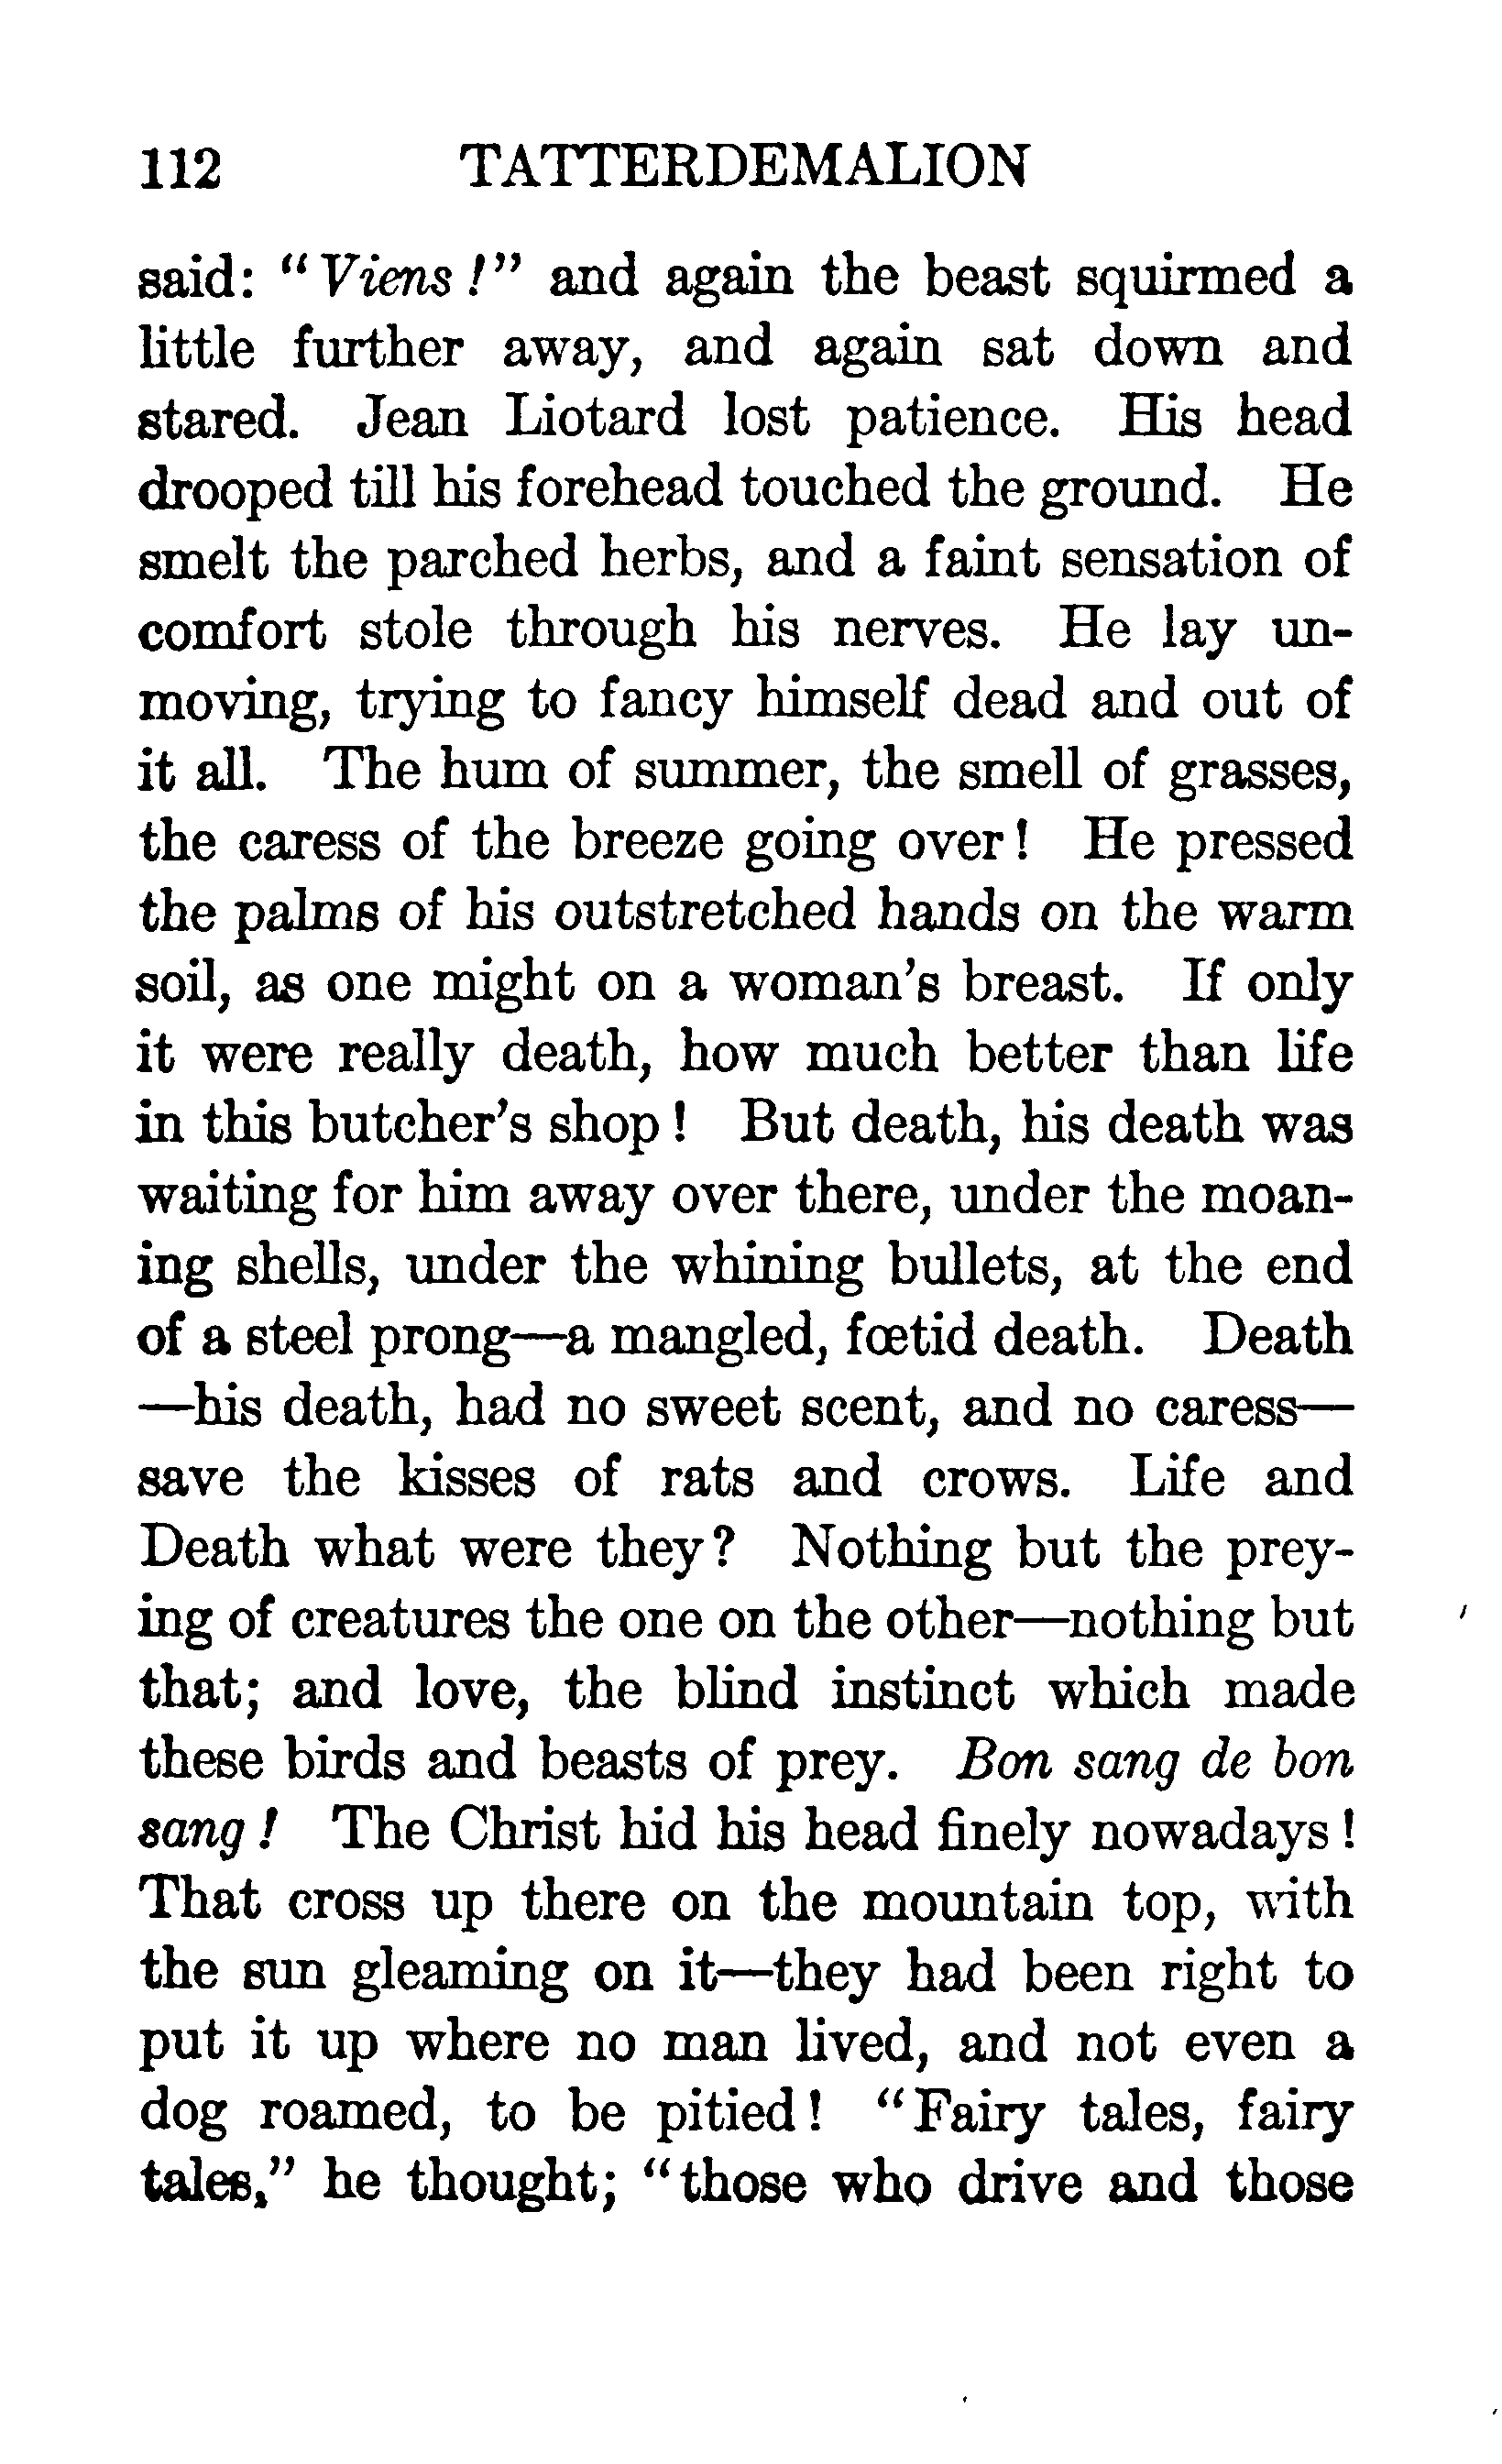 112 TATTERDEMALION
said: "Viens!" and again the beast squirmed a
little further away, and again sat down and
stared. Jean Liotard lost patience. His head
drooped till his forehead touched the ground. He
smelt the parched herbs, and a faint sensation of
comfort stole through his nerves. He lay un-
moving, trying to fancy himself dead and out of
it all. The hum of summer, the smell of grasses,
the caress of the breeze going over! He pressed
the palms of his outstretched hands on the warm
soil, as one might on a woman's breast. If only
it were really death, how much better than life
in this butcher's shop! But death, his death was
waiting for him away over there, under the moan-
ing shells, under the whining bullets, at the end
of a steel prong—a mangled, fœtid death. Death
—his death, had no sweet scent, and no caress—
save the kisses of rats and crows. Life and
Death what were they? Nothing but the prey-
ing of creatures the one on the other—nothing but
that; and love, the blind instinct which made
these birds and beasts of prey. Bon sang de bon
sang! The Christ hid his head finely nowadays!
That cross up there on the mountain top, with
the sun gleaming on it—they had been right to
put it up where no man lived, and not even a
dog roamed, to be pitied! "Fairy tales, fairy
tales," he thought; "those who drive and those